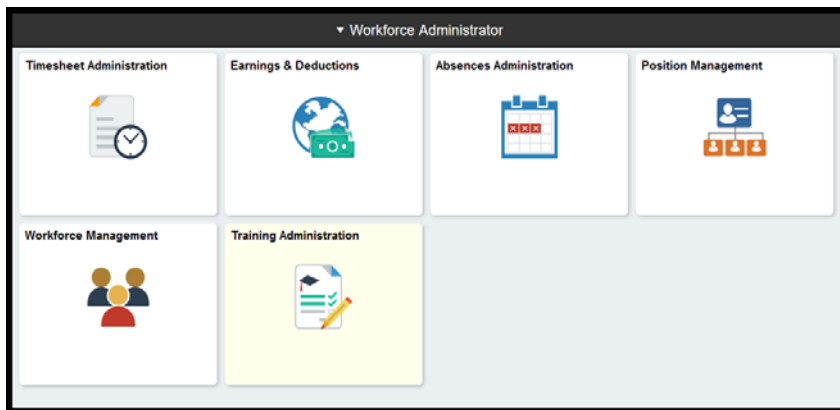 Workforce Administrator
Timesheet Administration
Earnings & Deductions
Absences Administration
Position Management
Workforce Management
Training Administration